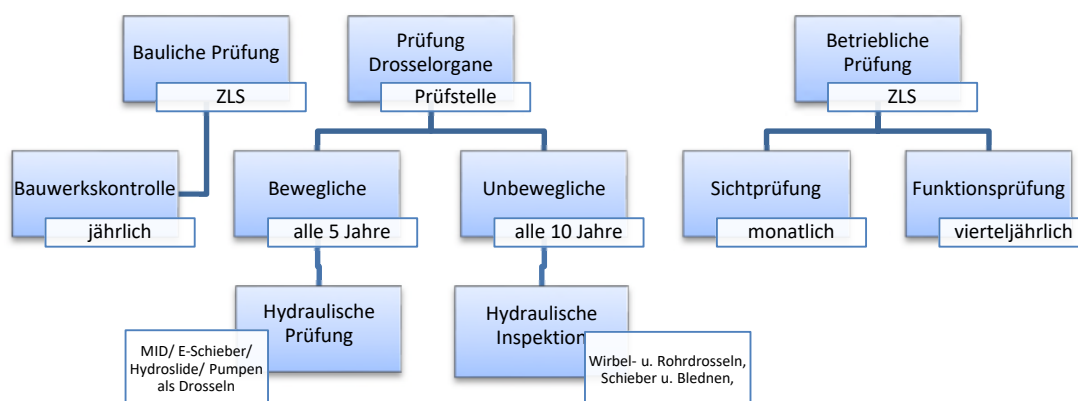 Bauliche Prüfung
ZLS
Bauwerkskontrolle
jährlich
Prüfung
Drosselorgane
Prüfstelle
Bewegliche
alle 5 Jahre
Hydraulische
Prüfung
MID/ E-Schieber/
Hydroslide/ Pumpen
als Drosseln
Unbewegliche
alle 10 Jahre
Hydraulische
Inspektion
Wirbel- u. Rohrdrosseln,
Schieber u. Blednen,
Betriebliche
Prüfung
ZLS
Sichtprüfung
monatlich
Funktionsprüfung
vierteljährlich